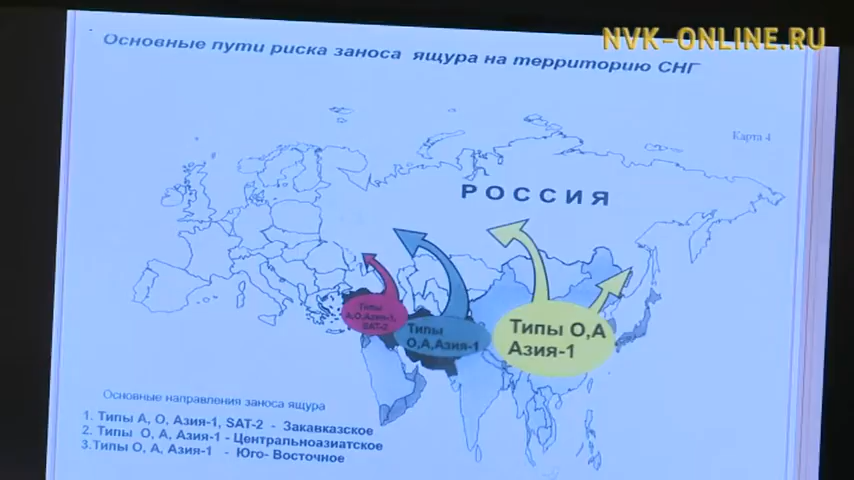 NVK-ONLINE.RU
Основные пути риска заноса ящура на территорию СНГ
Карта 4
РОССИЯ
Типы
А,О,Азия-1,
SAT-2
Типы
О,А,Азия-1
Типы О,А
Азия-1
Основные направления заноса ящура
1. Типы А, О, Азия-1, SAT-2 - Закавказское
2. Типы О, А, Азия-1 - Центральноазиатское
3.Типы О, А, Азия-1 - Юго- Восточное